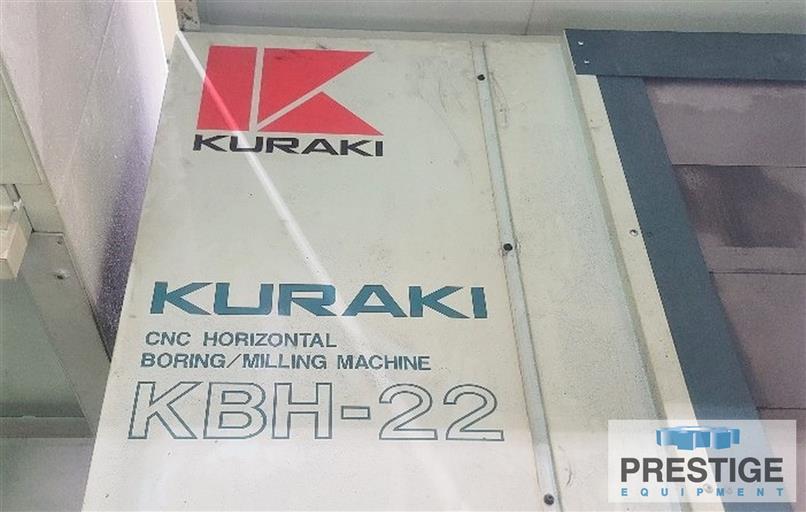 KURAKI
KURAKI
CNC HORIZONTAL
BORING/MILLING MACHINE
KBH-22
PRESTIGE
EQUIPMENT